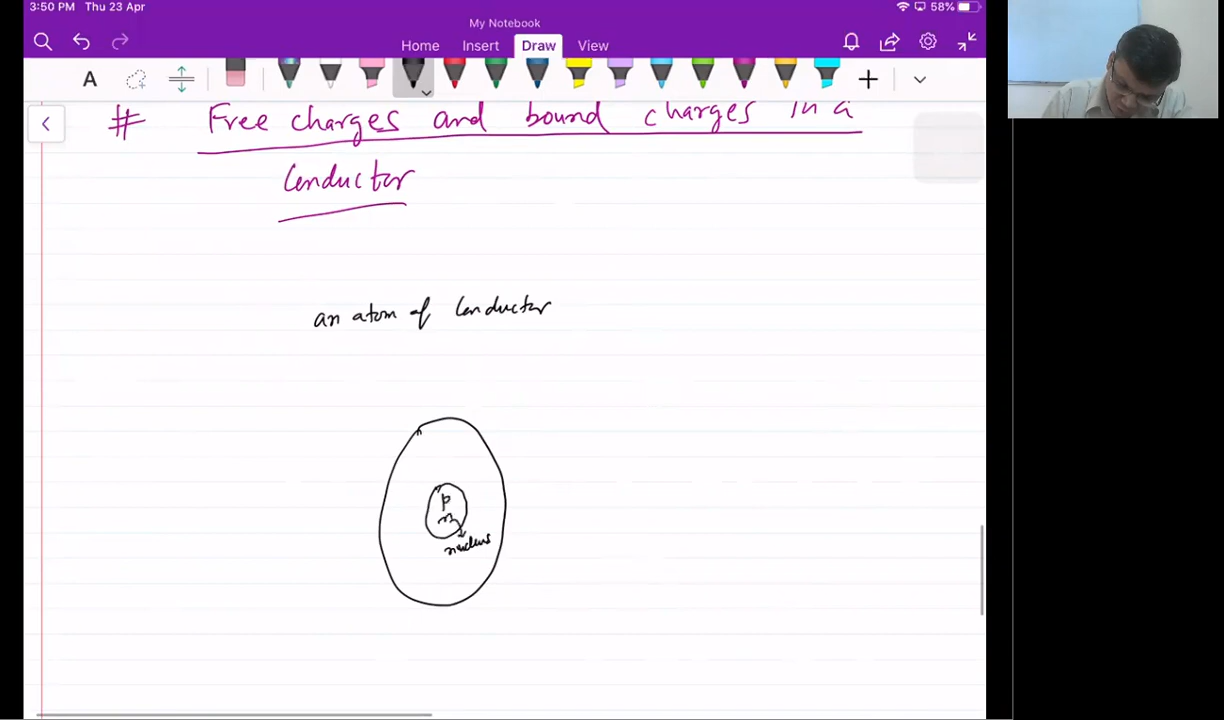 3:50 PM Thu 23 Apr
58%
My Notebook
Home Insert Draw View
A
# Free charges and bound charges in a
Conductor
an atom of Conductor
p
n
nucleus